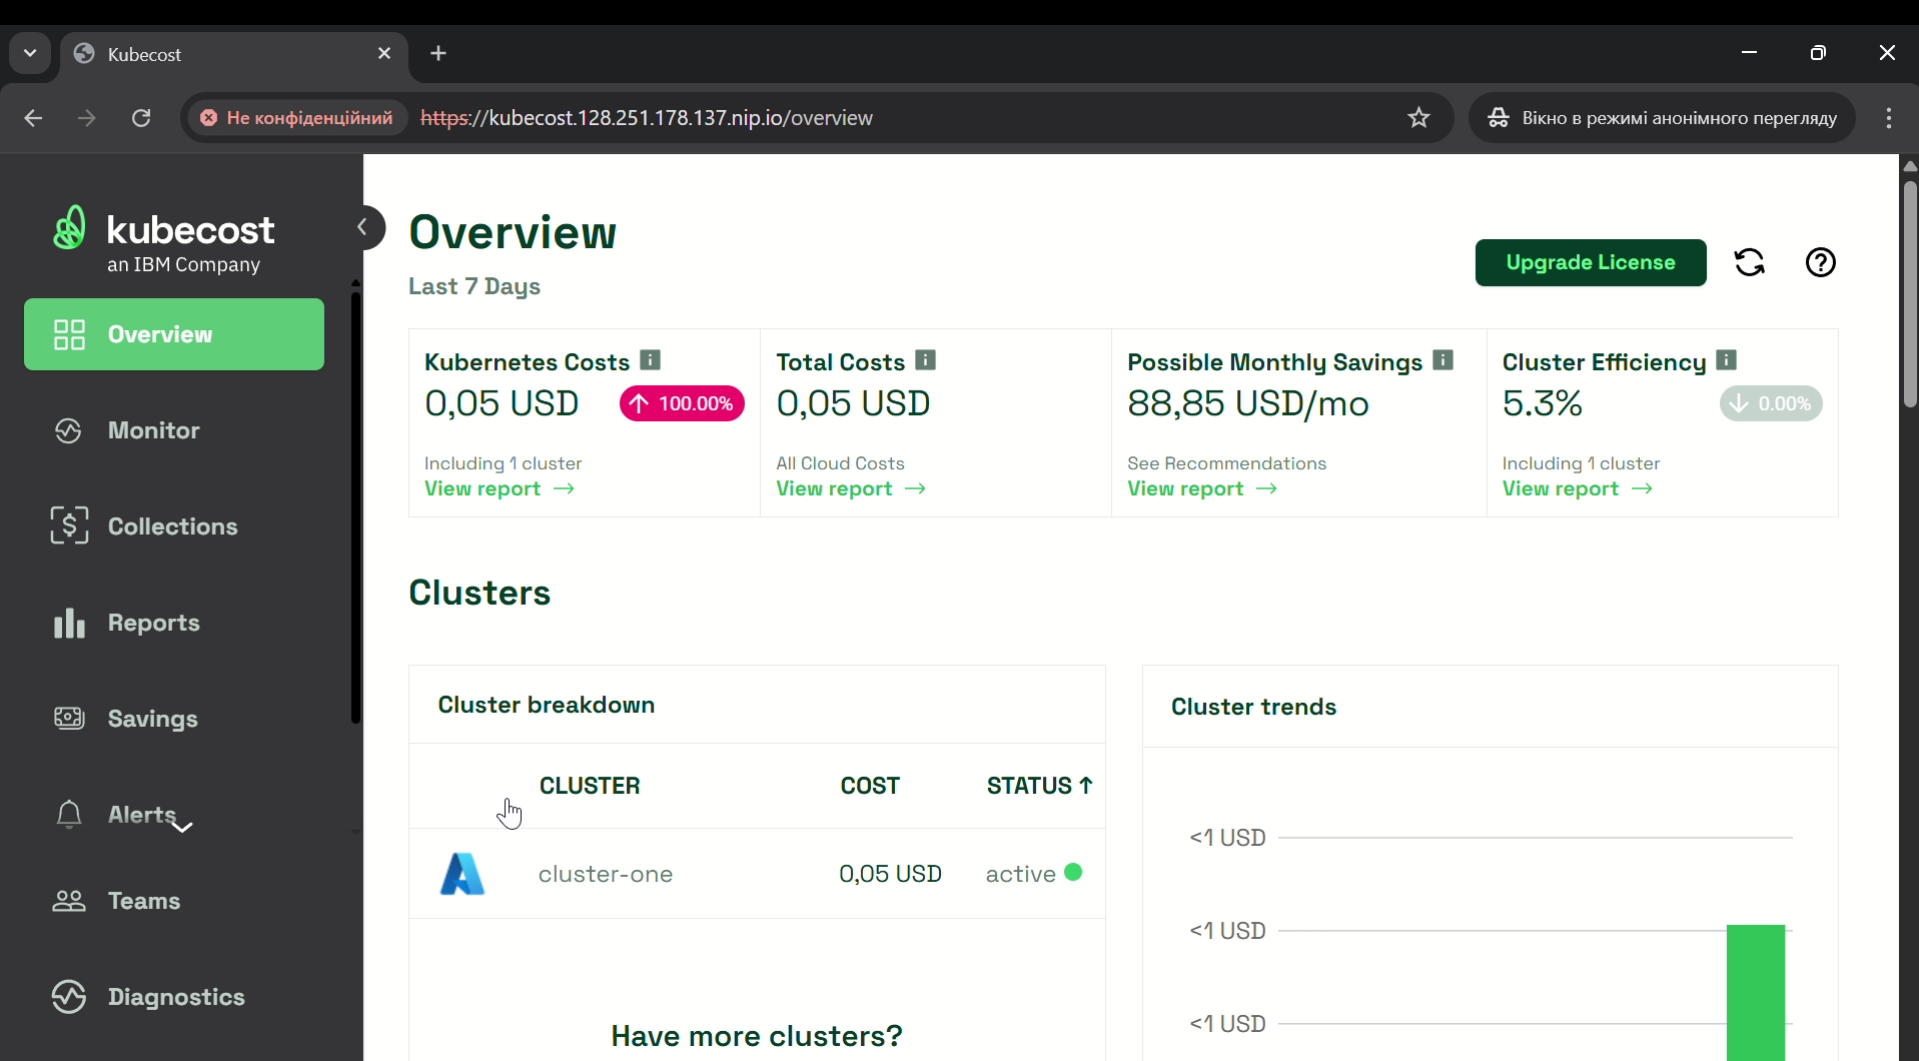 Kubecost
Не конфіденційний
https://kubecost.128.251.178.137.nip.io/overview
Вікно в режимі анонімного перегляду
kubecost
an IBM Company
Overview
Monitor
Collections
Reports
Savings
Alerts
Teams
Diagnostics
Overview
Last 7 Days
Upgrade License
Kubernetes Costs
0,05 USD
100.00%
Including 1 cluster
View report →
Total Costs
0,05 USD
All Cloud Costs
View report →
Possible Monthly Savings
88,85 USD/mo
See Recommendations
View report →
Cluster Efficiency
5.3%
0.00%
Including 1 cluster
View report →
Clusters
Cluster breakdown
CLUSTER COST STATUS ↑
cluster-one 0,05 USD active
Have more clusters?
Cluster trends
<1 USD
<1 USD
<1 USD